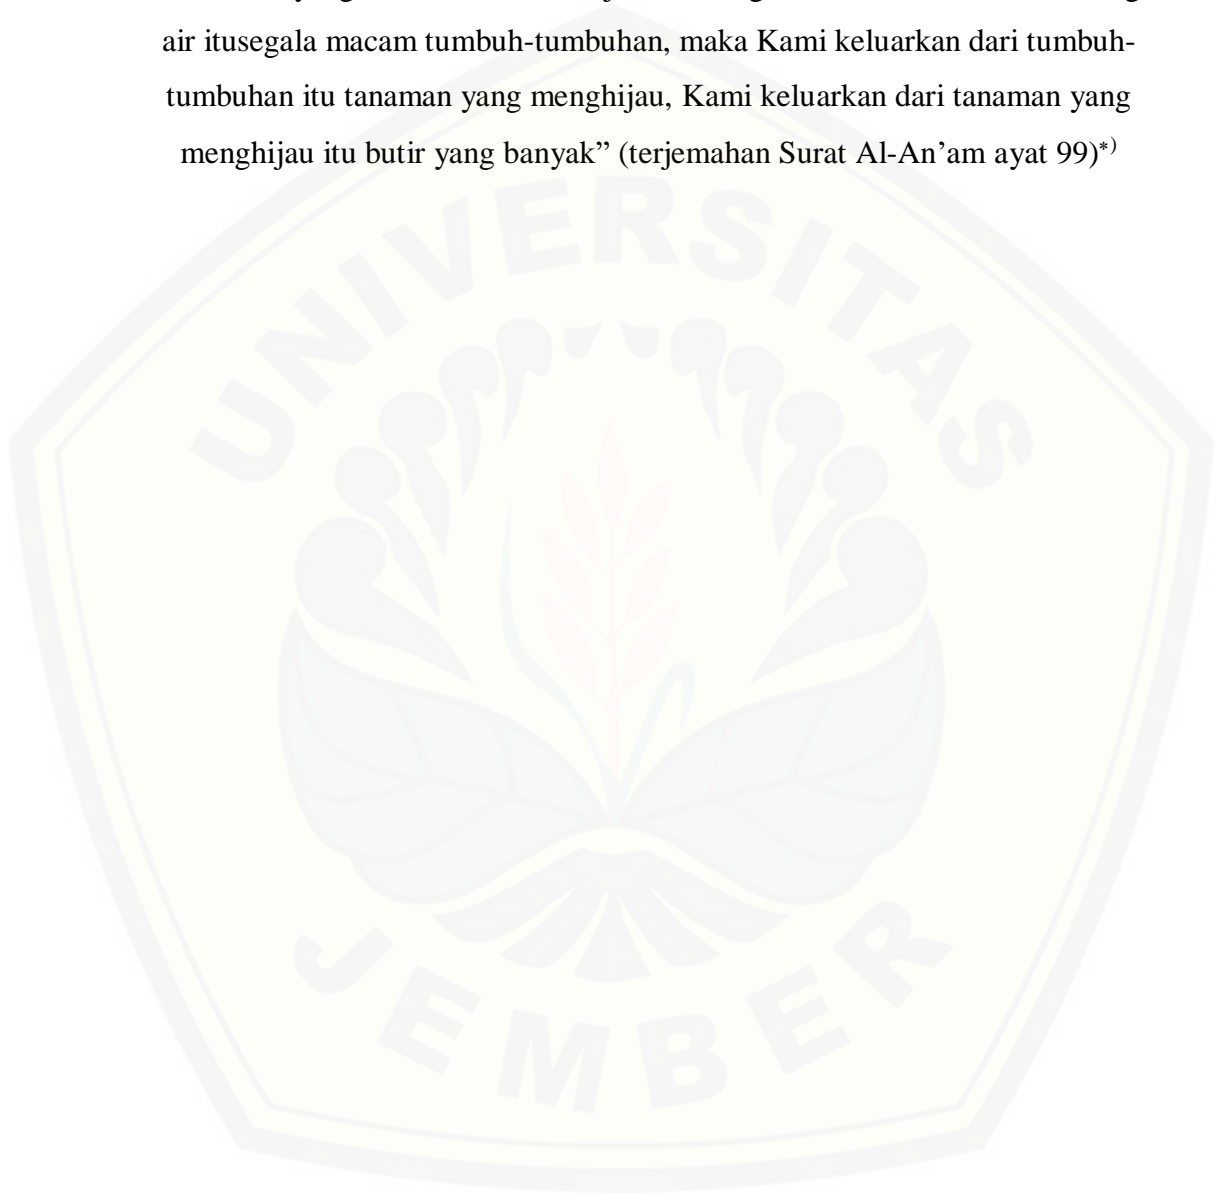 air itusegala macam tumbuh-tumbuhan, maka Kami keluarkan dari tumbuh-
tumbuhan itu tanaman yang menghijau, Kami keluarkan dari tanaman yang
menghijau itu butir yang banyak” (terjemahan Surat Al-An’am ayat 99)*)
UNIVERSITAS
JEMBER